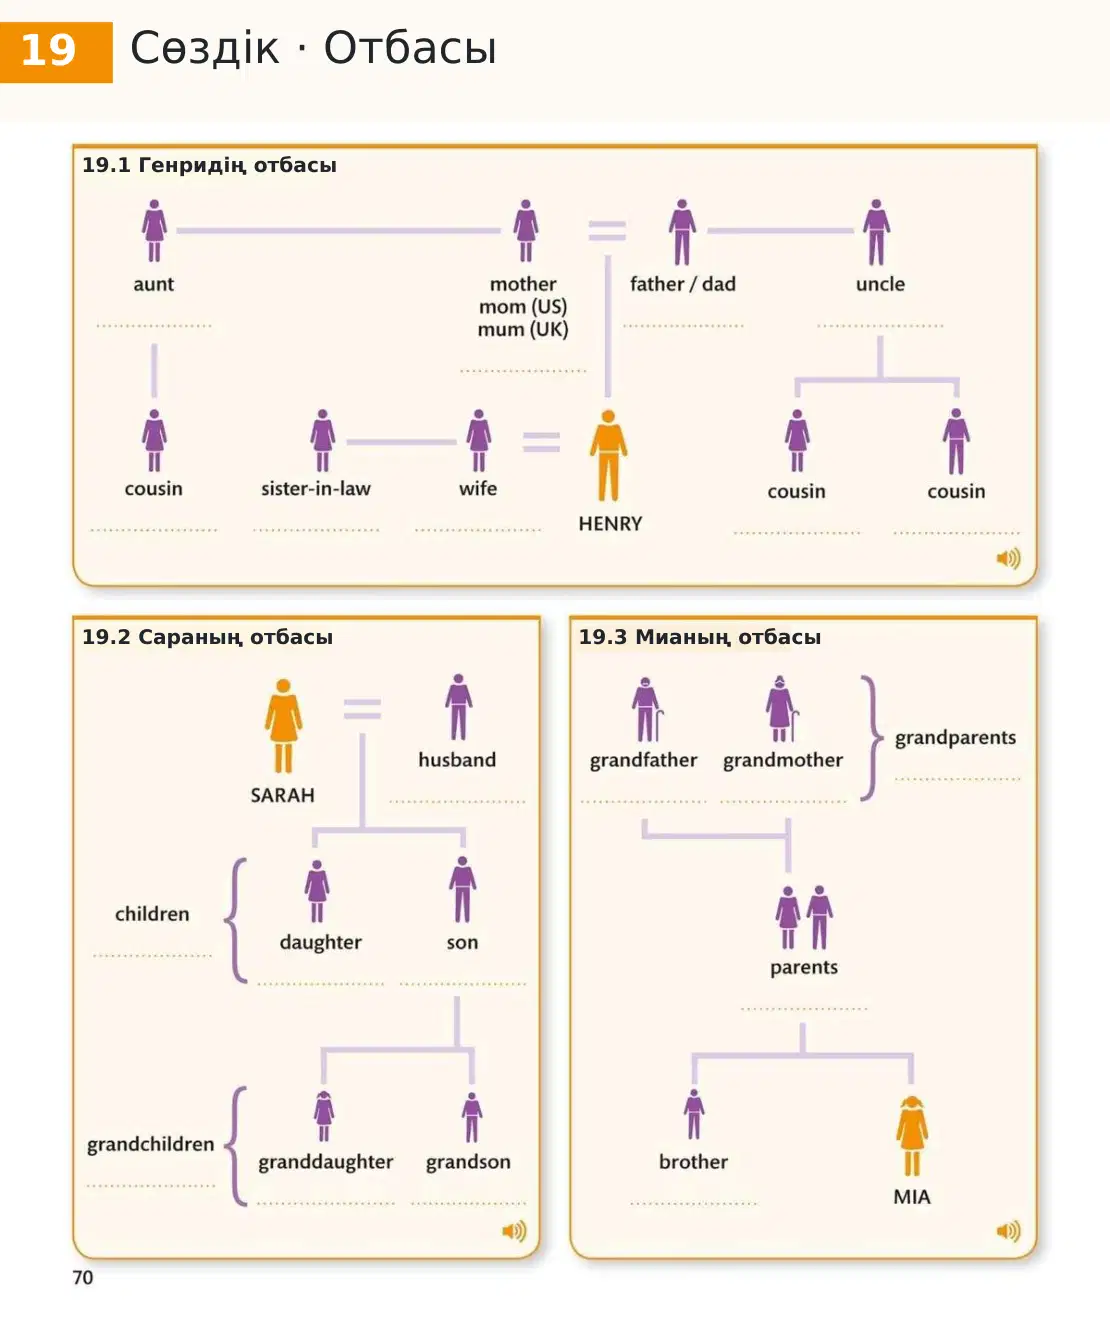 19 Сөздік · Отбасы
19.1 Генридің отбасы
aunt
mother
mom (US)
mum (UK)
father / dad
uncle
cousin
sister-in-law
wife
HENRY
cousin
cousin
19.2 Сараның отбасы
SARAH
husband
children
daughter
son
grandchildren
granddaughter
grandson
19.3 Мианың отбасы
grandfather
grandmother
grandparents
parents
brother
MIA
70